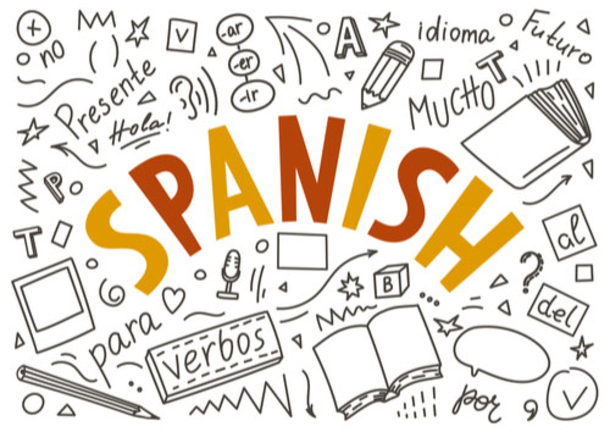 no
-ar
-er
-ir
A
idioma
Futuro
Presente
Hola!
MUCHO
T
P
SPANISH
T
al
B
?
del
para
verbos
por